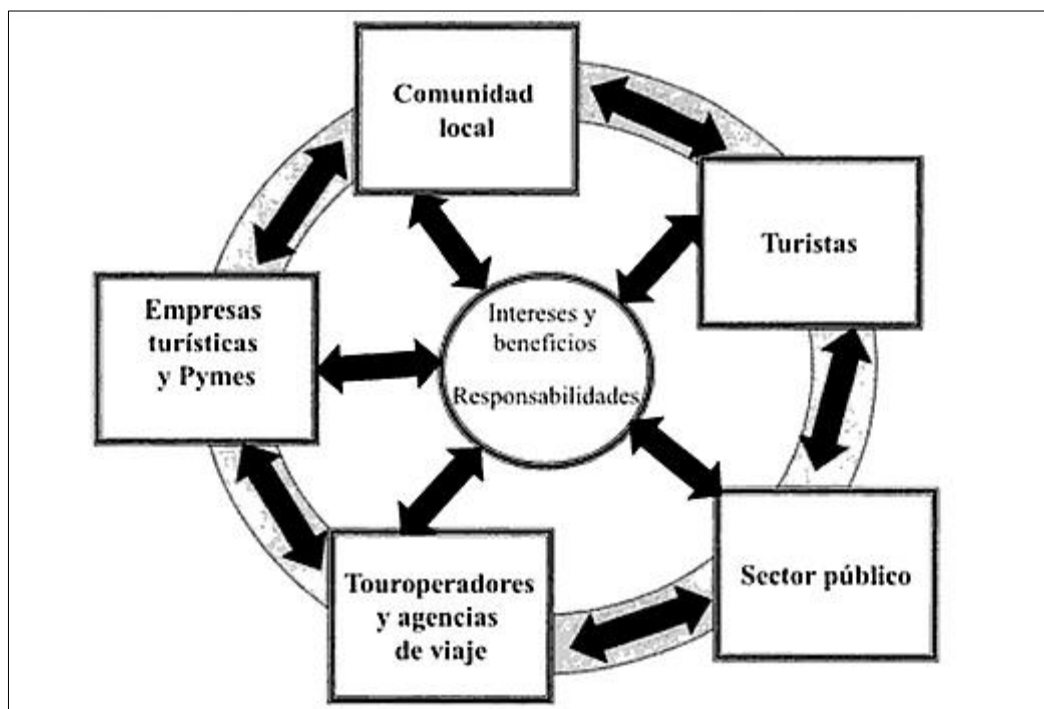 Comunidad
local
Turistas
Empresas
turísticas
y Pymes
Intereses y
beneficios
Responsabilidades
Touroperadores
y agencias
de viaje
Sector público